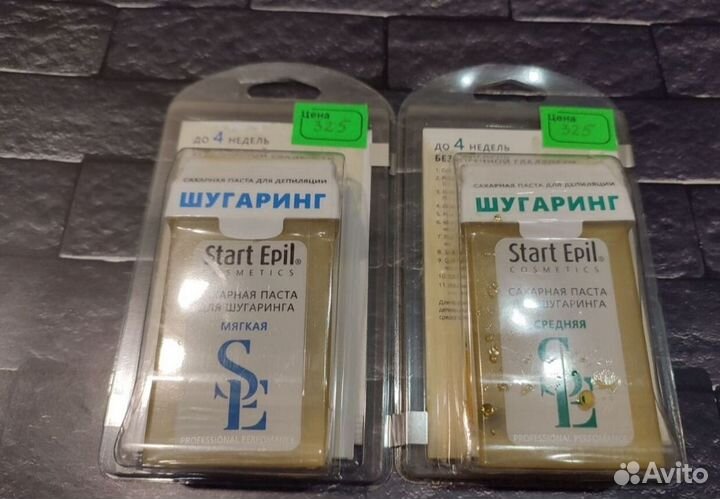 Цена
325
ДО 4 НЕДЕЛЬ
САХАРНАЯ ПАСТА ДЛЯ ДЕПИЛЯЦИИ
ШУГАРИНГ
Start Epil®
COSMETICS
САХАРНАЯ ПАСТА
ДЛЯ ШУГАРИНГА
МЯГКАЯ
SE
PROFESSIONAL PERFOMANCE
Цена
325
ДО 4 НЕДЕЛЬ
САХАРНАЯ ПАСТА ДЛЯ ДЕПИЛЯЦИИ
ШУГАРИНГ
Start Epil®
COSMETICS
САХАРНАЯ ПАСТА
ШУГАРИНГА
СРЕДНЯЯ
SE
PROFESSIONAL PERFOMANCE
Avito